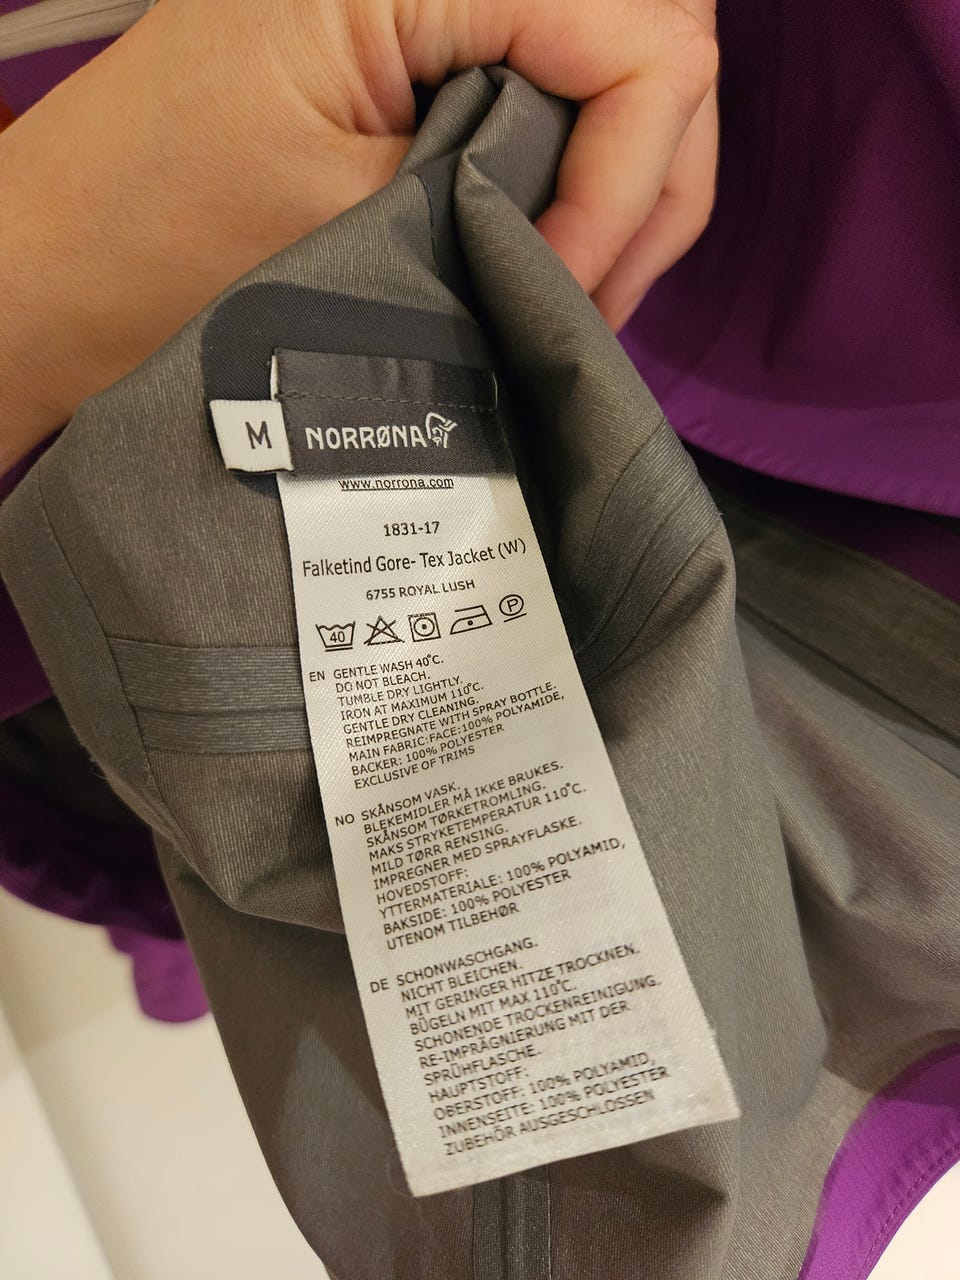 M
NORRØNA
www.norrona.com
1831-17
Falketind Gore- Tex Jacket (W)
6755 ROYAL LUSH
40 P
EN GENTLE WASH 40°C.
DO NOT BLEACH.
TUMBLE DRY LIGHTLY.
IRON AT MAXIMUM 110°C.
GENTLE DRY CLEANING.
REIMPREGNATE WITH SPRAY BOTTLE.
MAIN FABRIC:FACE:100% POLYAMIDE,
BACKER: 100% POLYESTER
EXCLUSIVE OF TRIMS
NO SKÅNSOM VASK.
BLEKEMIDLER MÅ IKKE BRUKES.
SKÅNSOM TØRKETROMLING.
MAKS STRYKETEMPERATUR 110°C.
MILD TØRR RENSING.
IMPREGNER MED SPRAYFLASKE.
HOVEDSTOFF:
YTTERMATERIALE: 100% POLYAMID,
BAKSIDE: 100% POLYESTER
UTENOM TILBEHØR
DE SCHONWASCHGANG.
NICHT BLEICHEN.
MIT GERINGER HITZE TROCKNEN.
BÜGELN MIT MAX 110°C.
SCHONENDE TROCKENREINIGUNG.
RE-IMPRÄGNIERUNG MIT DER
SPRÜHFLASCHE.
HAUPTSTOFF:
OBERSTOFF: 100% POLYAMID,
INNENSEITE: 100% POLYESTER
ZUBEHÖR AUSGESCHLOSSEN